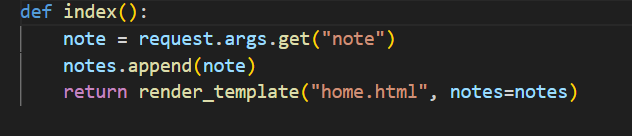 def index():
    note = request.args.get("note")
    notes.append(note)
    return render_template("home.html", notes=notes)